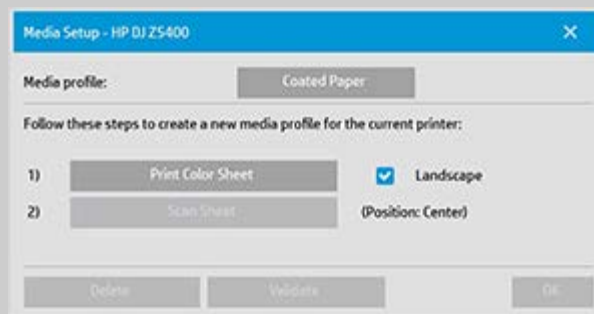 Media Setup - HP DJ Z5400
Media profile: Coated Paper
Follow these steps to create a new media profile for the current printer:
1) Print Color Sheet Landscape
2) Scan Sheet (Position: Center)
Delete Validate OK